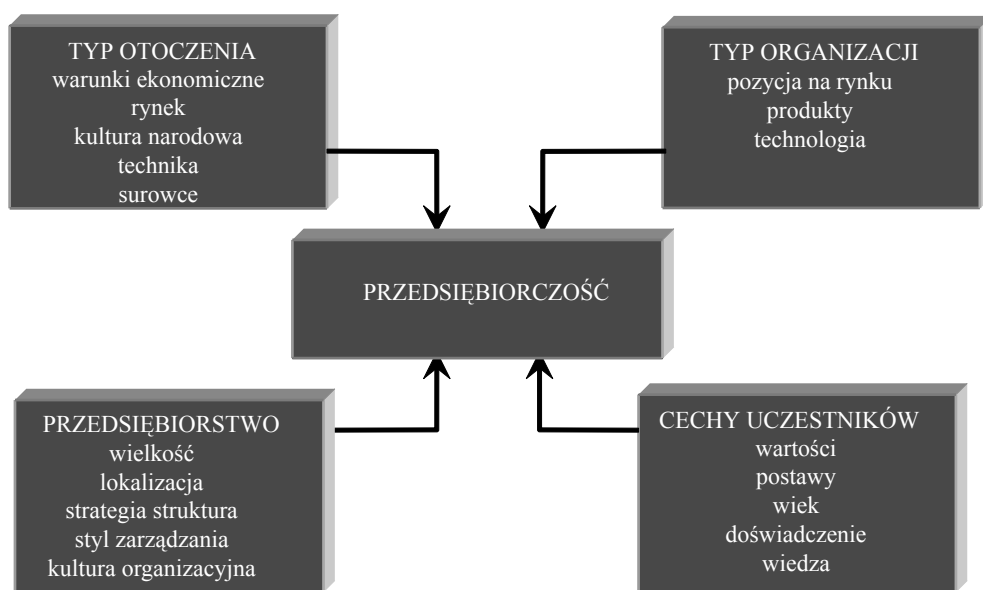 TYP OTOCZENIA
warunki ekonomiczne
rynek
kultura narodowa
technika
surowce
TYP ORGANIZACJI
pozycja na rynku
produkty
technologia
PRZEDSIĘBIORCZOŚĆ
PRZEDSIĘBIORSTWO
wielkość
lokalizacja
strategia struktura
styl zarządzania
kultura organizacyjna
CECHY UCZESTNIKÓW
wartości
postawy
wiek
doświadczenie
wiedza